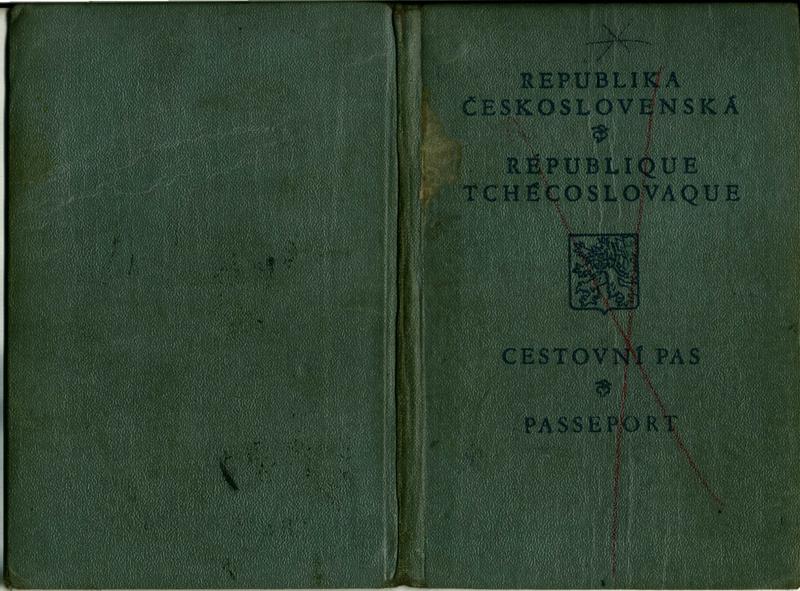 REPUBLIKA
ČESKOSLOVENSKÁ
RÉPUBLIQUE
TCHÉCOSLOVAQUE
CESTOVNÍ PAS
PASSEPORT